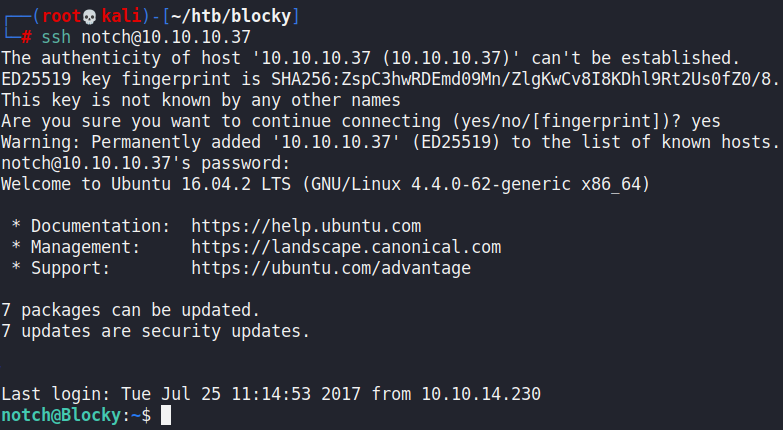 ┌──(root💀kali)-[~/htb/blocky]
└─# ssh notch@10.10.10.37
The authenticity of host '10.10.10.37 (10.10.10.37)' can't be established.
ED25519 key fingerprint is SHA256:ZspC3hwRDEmd09Mn/ZlgKwCv8I8KDhl9Rt2Us0fZ0/8.
This key is not known by any other names
Are you sure you want to continue connecting (yes/no/[fingerprint])? yes
Warning: Permanently added '10.10.10.37' (ED25519) to the list of known hosts.
notch@10.10.10.37's password:
Welcome to Ubuntu 16.04.2 LTS (GNU/Linux 4.4.0-62-generic x86_64)
* Documentation:  https://help.ubuntu.com
* Management:     https://landscape.canonical.com
* Support:        https://ubuntu.com/advantage
7 packages can be updated.
7 updates are security updates.
Last login: Tue Jul 25 11:14:53 2017 from 10.10.14.230
notch@Blocky:~$